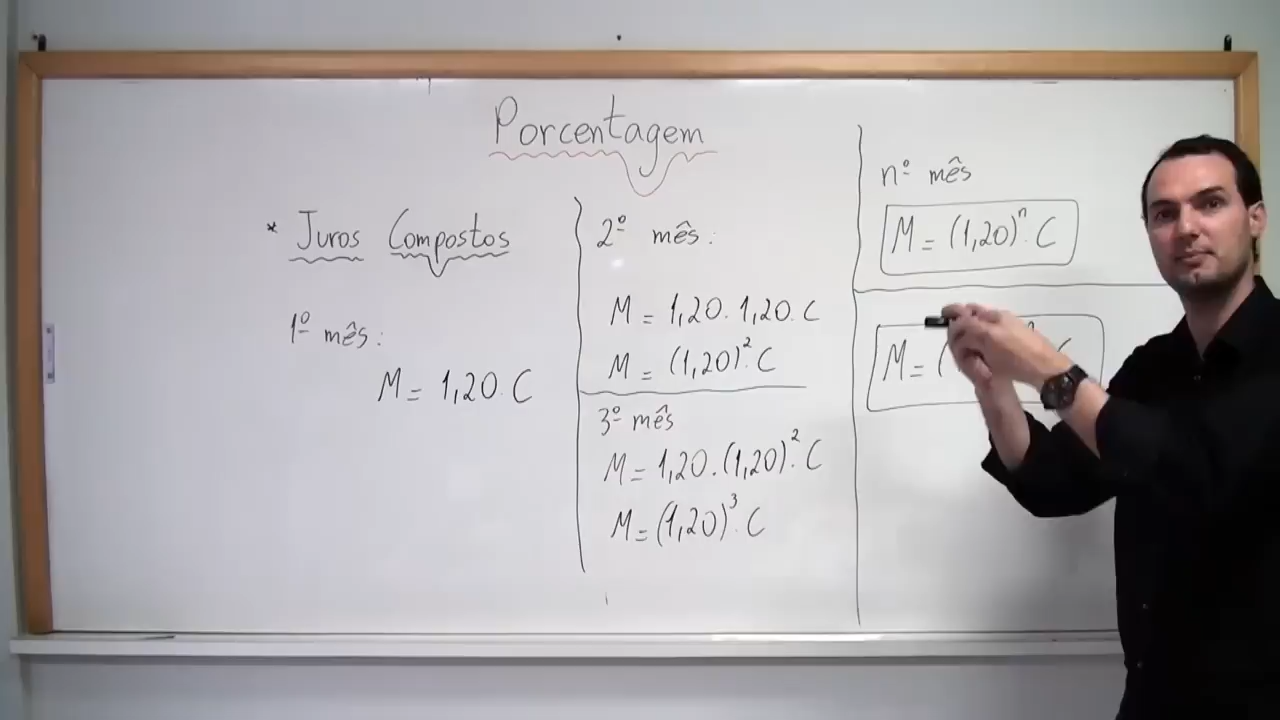 Porcentagem
* Juros Compostos
1º mês:
M = 1,20. C
2º mês:
M = 1,20. 1,20. C
M = (1,20)². C
3º mês
M = 1,20. (1,20)². C
M = (1,20)³. C
nº mês
M = (1,20)ⁿ. C
M = (